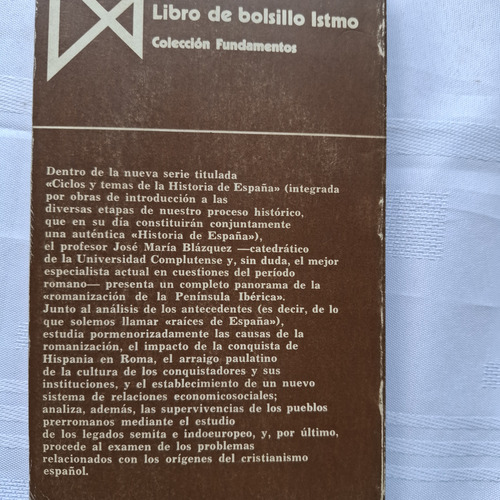 Libro de bolsillo Istmo
Colección Fundamentos
Dentro de la nueva serie titulada
«Ciclos y temas de la Historia de España» (integrada
por obras de introducción a las
diversas etapas de nuestro proceso histórico,
que en su día constituirán conjuntamente
una auténtica «Historia de España»),
el profesor José María Blázquez —catedrático
de la Universidad Complutense y, sin duda, el mejor
especialista actual en cuestiones del período
romano— presenta un completo panorama de la
«romanización de la Península Ibérica».
Junto al análisis de los antecedentes (es decir, de lo
que solemos llamar «raíces de España»),
estudia pormenorizadamente las causas de la
romanización, el impacto de la conquista de
Hispania en Roma, el arraigo paulatino
de la cultura de los conquistadores y sus
instituciones, y el establecimiento de un nuevo
sistema de relaciones economicosociales;
analiza, además, las supervivencias de los pueblos
prerromanos mediante el estudio
de los legados semita e indoeuropeo, y, por último,
procede al examen de los problemas
relacionados con los orígenes del cristianismo
español.